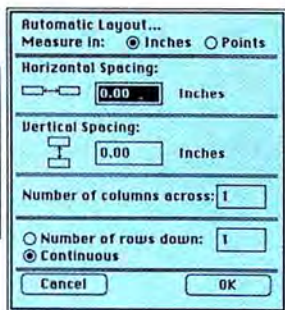 Automatic Layout...
Measure in: Inches Points
Horizontal Spacing:
0.00 Inches
Vertical Spacing:
0.00 Inches
Number of columns across: 1
Number of rows down: 1
Continuous
Cancel OK